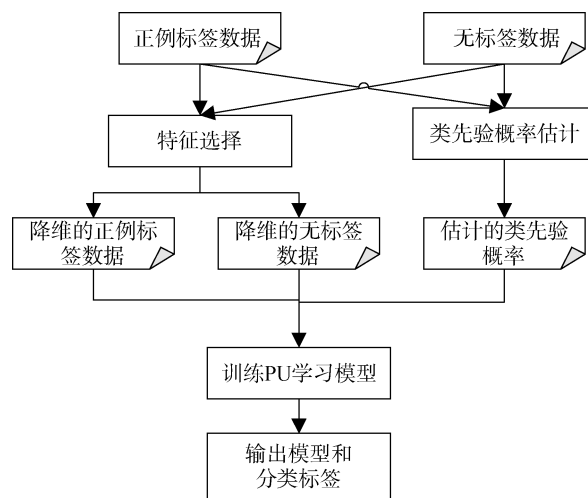 正例标签数据
无标签数据
特征选择
类先验概率估计
降维的正例标
签数据
降维的无标签
数据
估计的类先验
概率
训练PU学习模型
输出模型和
分类标签